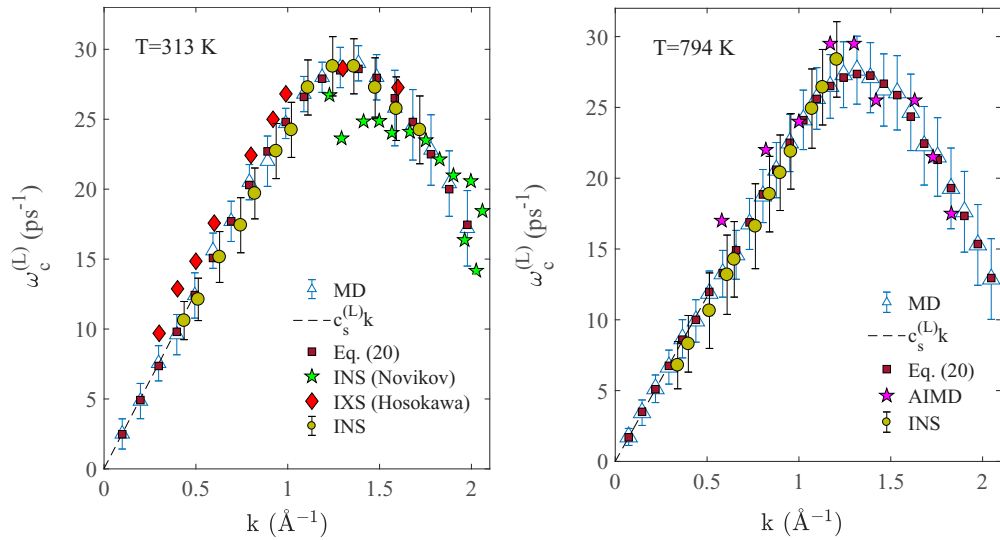 T=313 K
ω_c^(L) (ps⁻¹)
30
25
20
15
10
5
0
MD
c_s^(L)k
Eq. (20)
INS (Novikov)
IXS (Hosokawa)
INS
0 0.5 1 1.5 2
k (Å⁻¹)
T=794 K
ω_c^(L) (ps⁻¹)
30
25
20
15
10
5
0
MD
c_s^(L)k
Eq. (20)
AIMD
INS
0 0.5 1 1.5 2
k (Å⁻¹)